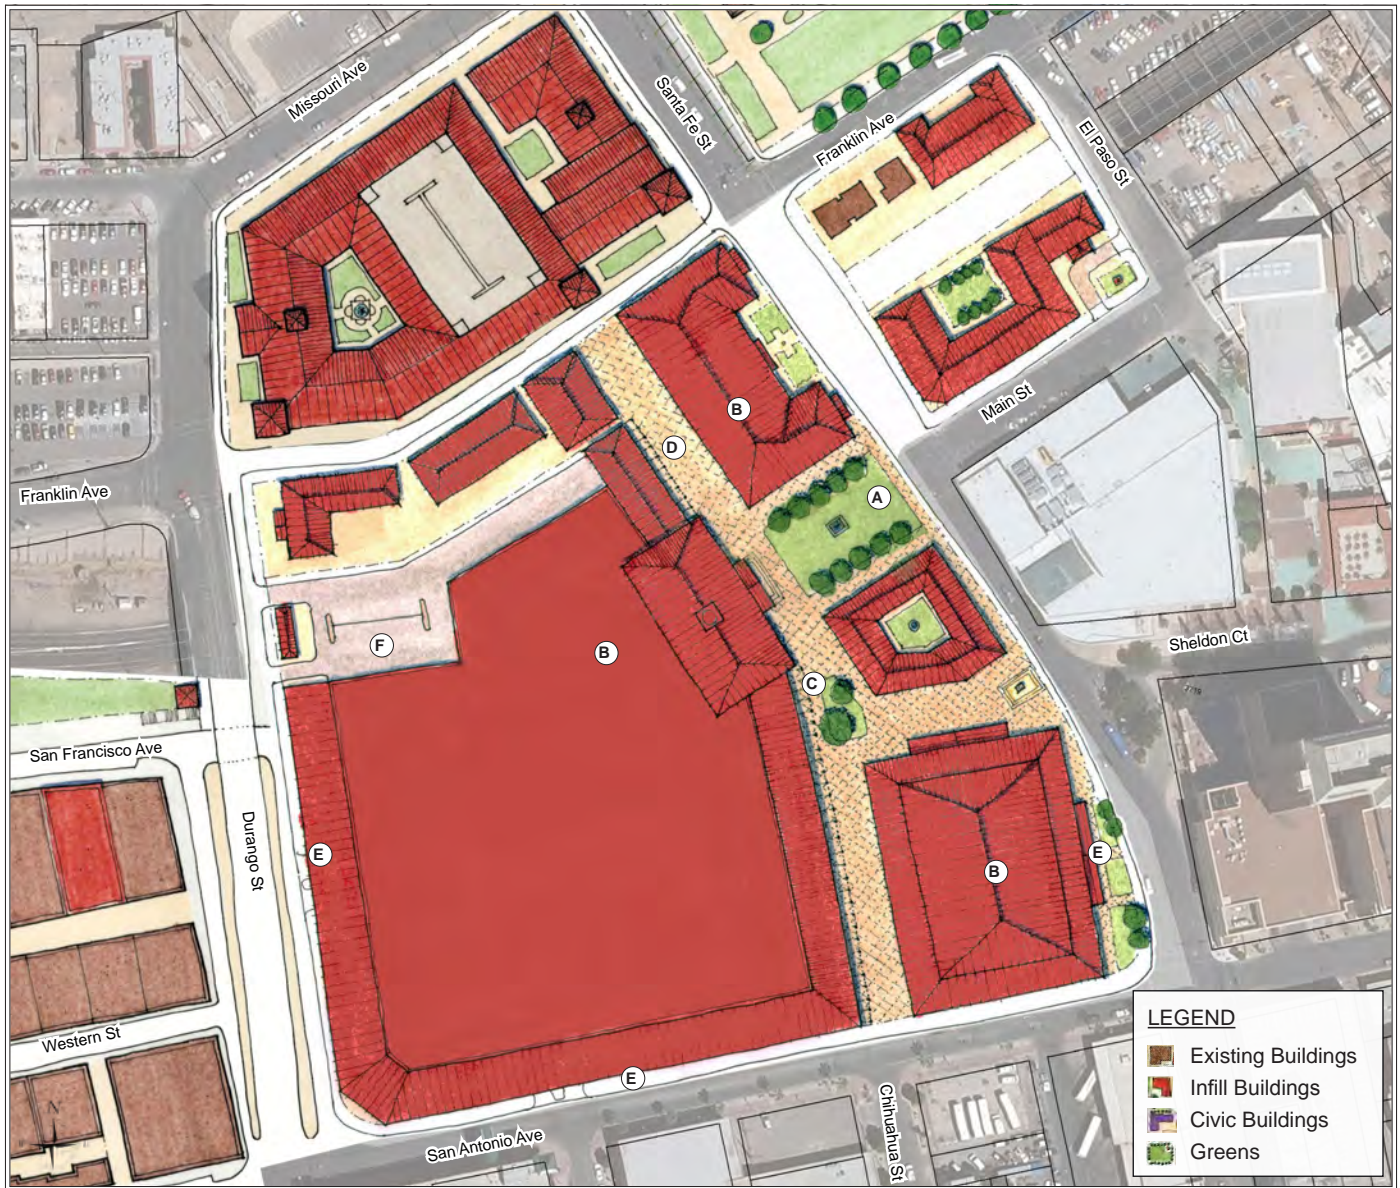 Missouri Ave
Santa Fe St
Franklin Ave
El Paso St
B
Main St
D
Franklin Ave
A
Sheldon Ct
F
B
C
San Francisco Ave
Durango St
E
E
B
Western St
N
E
San Antonio Ave
Chihuahua St
LEGEND
Existing Buildings
Infill Buildings
Civic Buildings
Greens